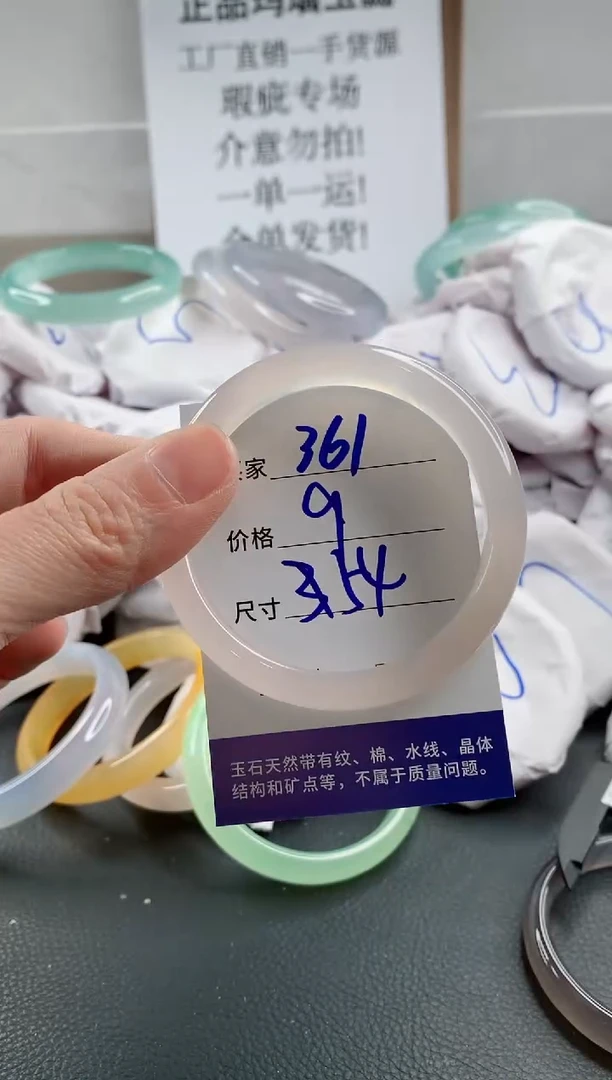 正品玛瑙玉髓
工厂直销一手货源
瑕疵专场
介意勿拍!
一单一运!
全单发货!
家 361
价格 9
尺寸 54
玉石天然带有纹、棉、水线、晶体
结构和矿点等，不属于质量问题。